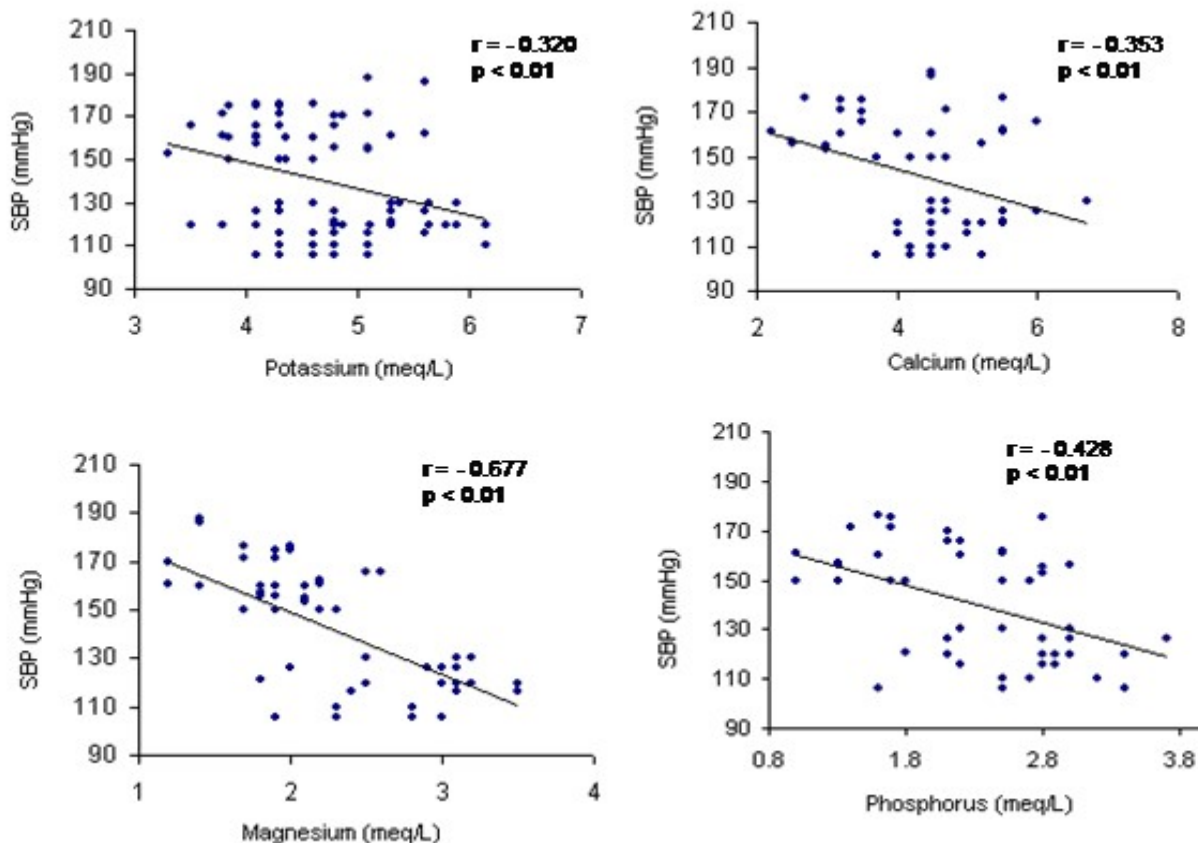 r = - 0.320
p < 0.01
210
190
170
150
130
110
90
SBP (mmHg)
3 4 5 6 7
Potassium (meq/L)
r = -0.353
p < 0.01
210
190
170
150
130
110
90
SBP (mmHg)
2 4 6 8
Calcium (meq/L)
r = - 0.677
p < 0.01
210
190
170
150
130
110
90
SBP (mmHg)
1 2 3 4
Magnesium (meq/L)
r = - 0.428
p < 0.01
210
190
170
150
130
110
90
SBP (mmHg)
0.8 1.8 2.8 3.8
Phosphorus (meq/L)